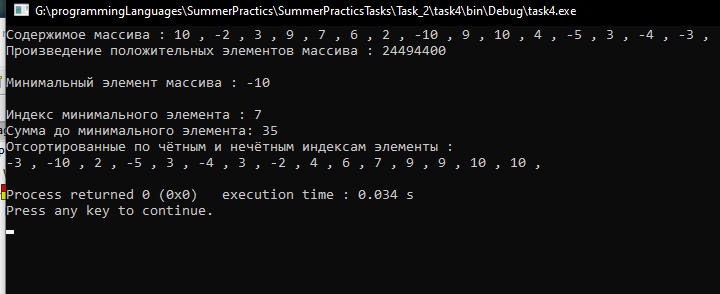 G:\programmingLanguages\SummerPractics\SummerPracticsTasks\Task_2\task4\bin\Debug\task4.exe
Содержимое массива : 10 , -2 , 3 , 9 , 7 , 6 , 2 , -10 , 9 , 10 , 4 , -5 , 3 , -4 , -3 ,
Произведение положительных элементов массива : 24494400
Минимальный элемент массива : -10
Индекс минимального элемента : 7
Сумма до минимального элемента: 35
Отсортированные по чётным и нечётным индексам элементы :
-3 , -10 , 2 , -5 , 3 , -4 , 3 , -2 , 4 , 6 , 7 , 9 , 9 , 10 , 10 ,
Process returned 0 (0x0)   execution time : 0.034 s
Press any key to continue.